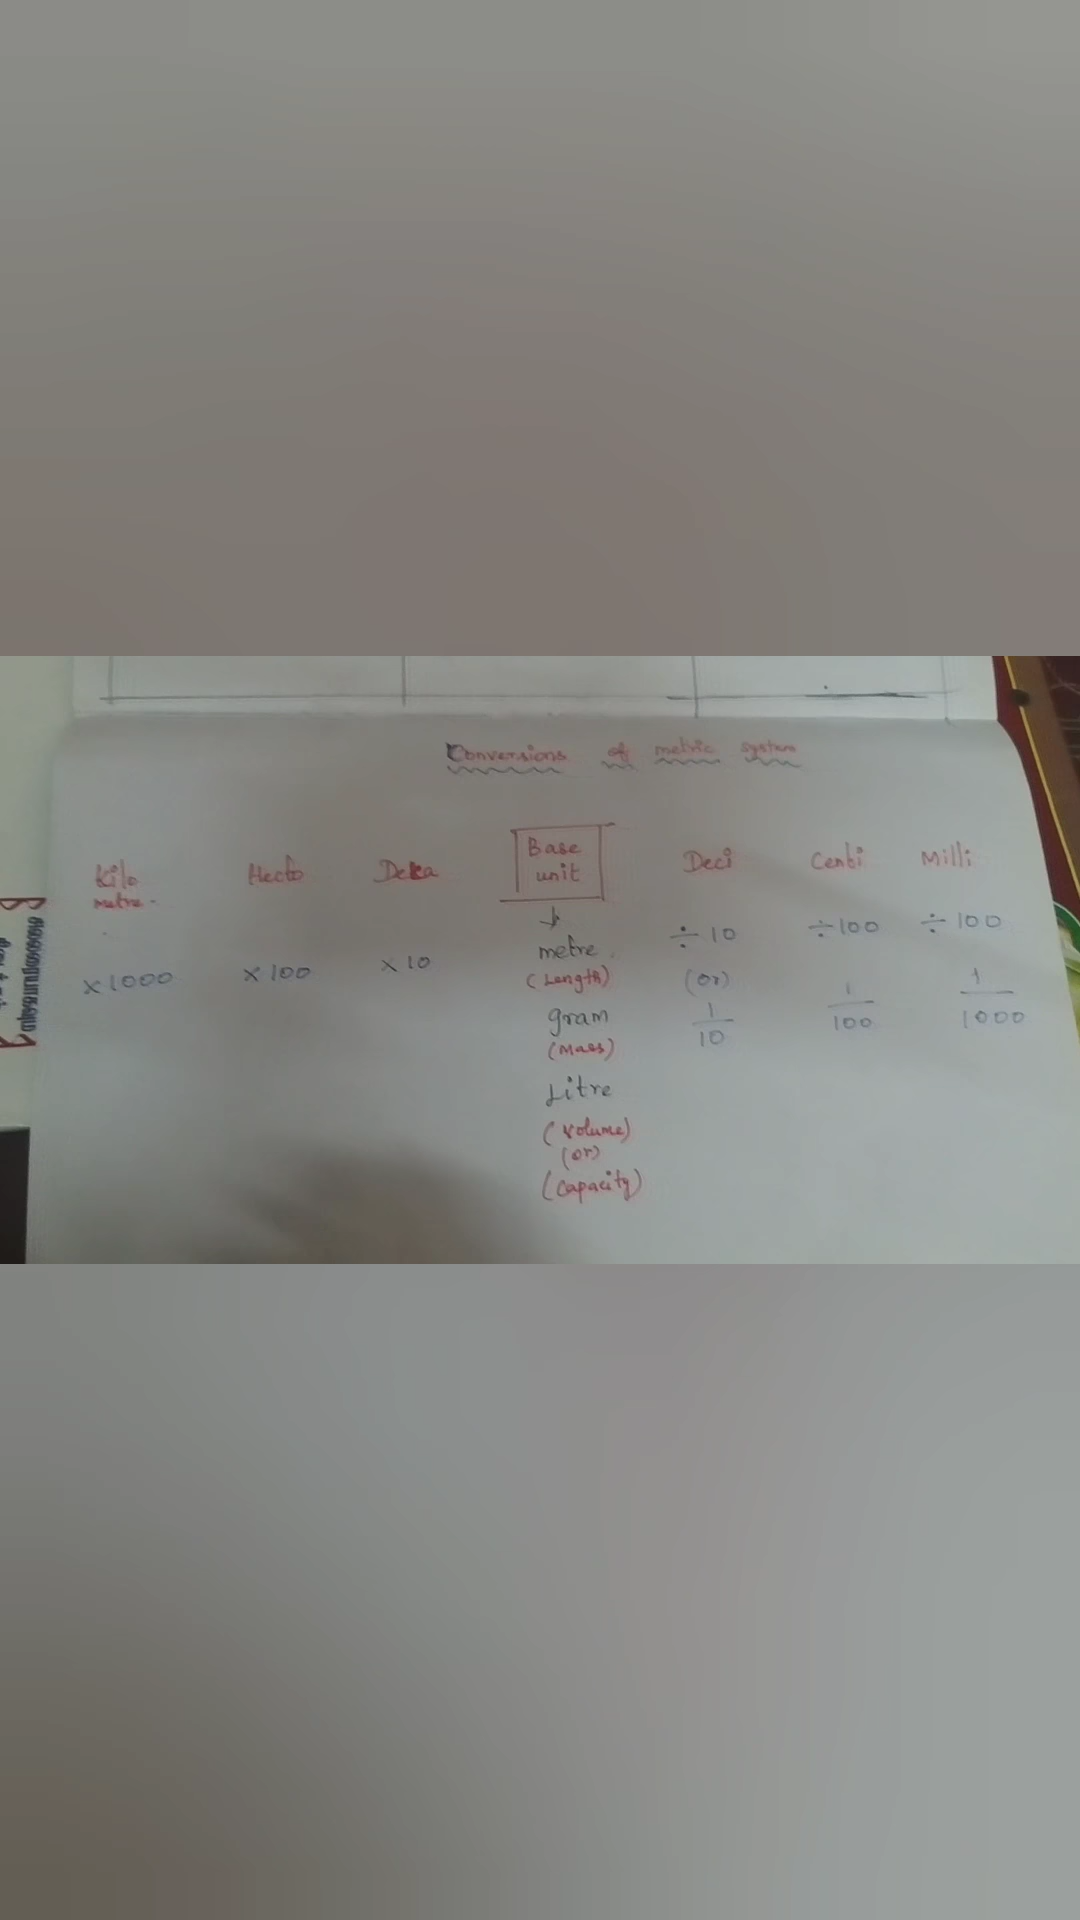 Conversions of metric system
Kilo metre. Hecto Deka Base unit Deci Centi Milli
x 1000 x 100 x 10 ↓ ÷ 10 ÷ 100 ÷ 100
metre. (or) 1/100 1/1000
(Length) 1/10
gram
(Mass)
Litre
(volume)
(or)
(capacity)